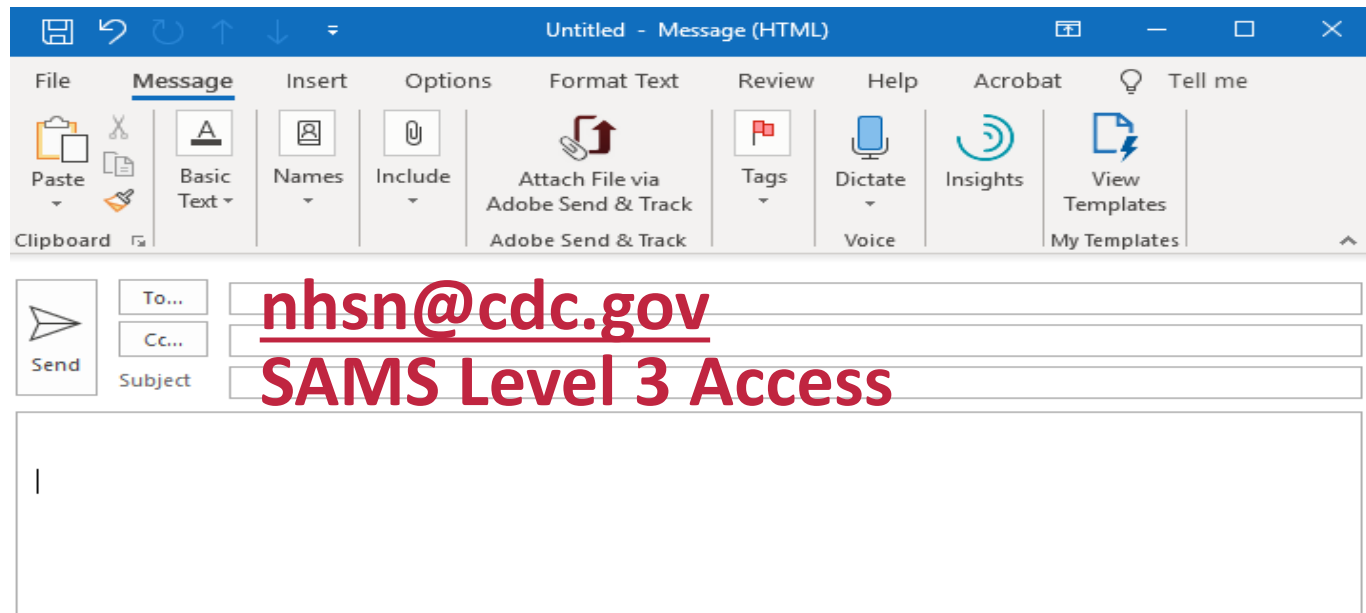 Untitled - Message (HTML)
File Message Insert Options Format Text Review Help Acrobat Tell me
Paste
Basic Text
Names
Include
Attach File via
Adobe Send & Track
Tags
Dictate
Insights
View
Templates
Clipboard
Adobe Send & Track
Voice
My Templates
Send
To...
nhsn@cdc.gov
Cc...
Subject
SAMS Level 3 Access